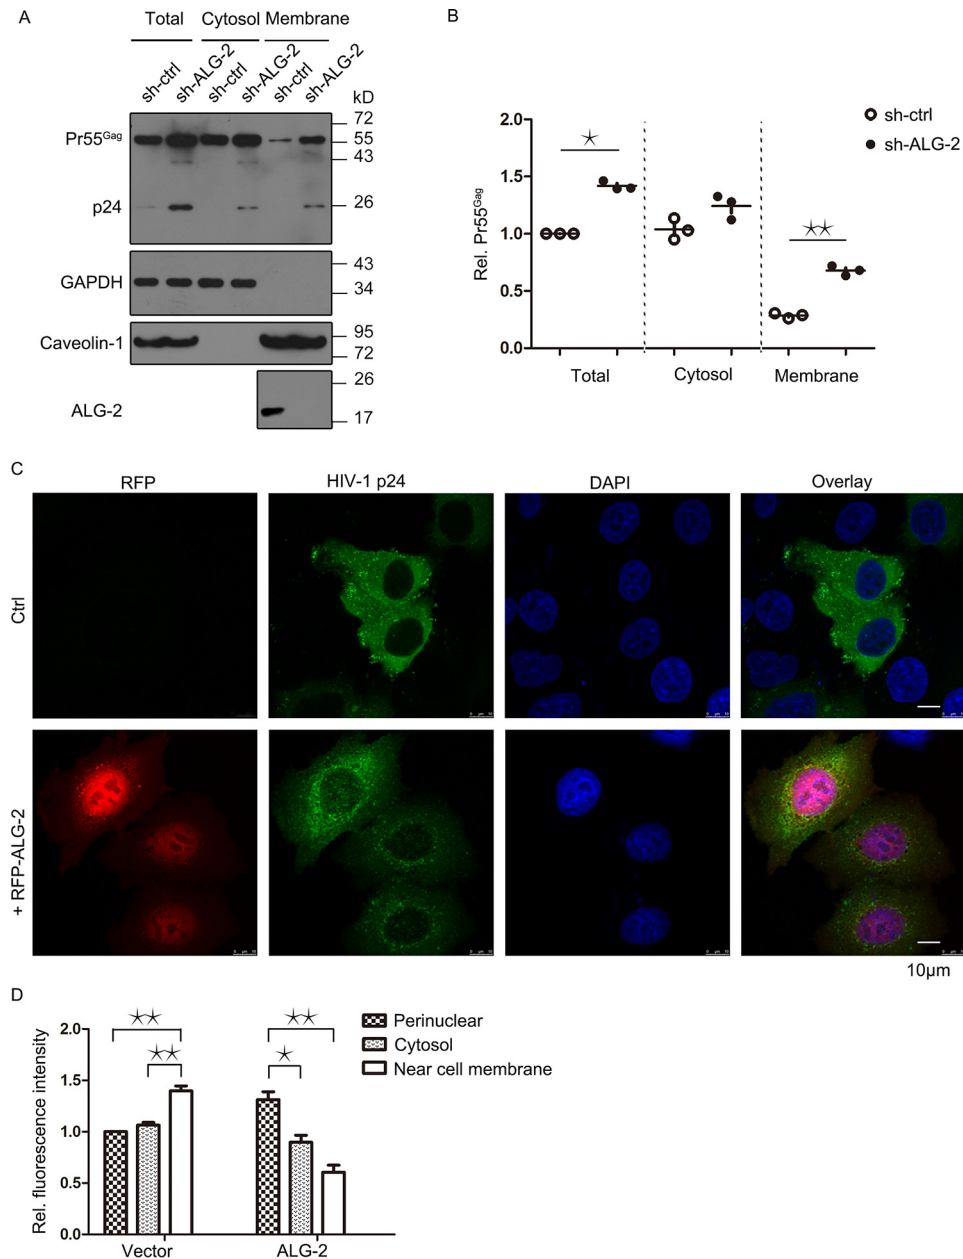 A
Total Cytosol Membrane
sh-ctrl sh-ALG-2 sh-ctrl sh-ALG-2 sh-ctrl sh-ALG-2
kD
72
Pr55Gag 55
43
p24 26
43
GAPDH 34
95
Caveolin-1 72
26
ALG-2 17
B
sh-ctrl
sh-ALG-2
Rel. Pr55Gag
2.0
1.5
1.0
0.5
0.0
Total Cytosol Membrane
C
RFP HIV-1 p24 DAPI Overlay
Ctrl
+ RFP-ALG-2
10μm
D
Perinuclear
Cytosol
Near cell membrane
Rel. fluorescence intensity
2.0
1.5
1.0
0.5
0.0
Vector ALG-2